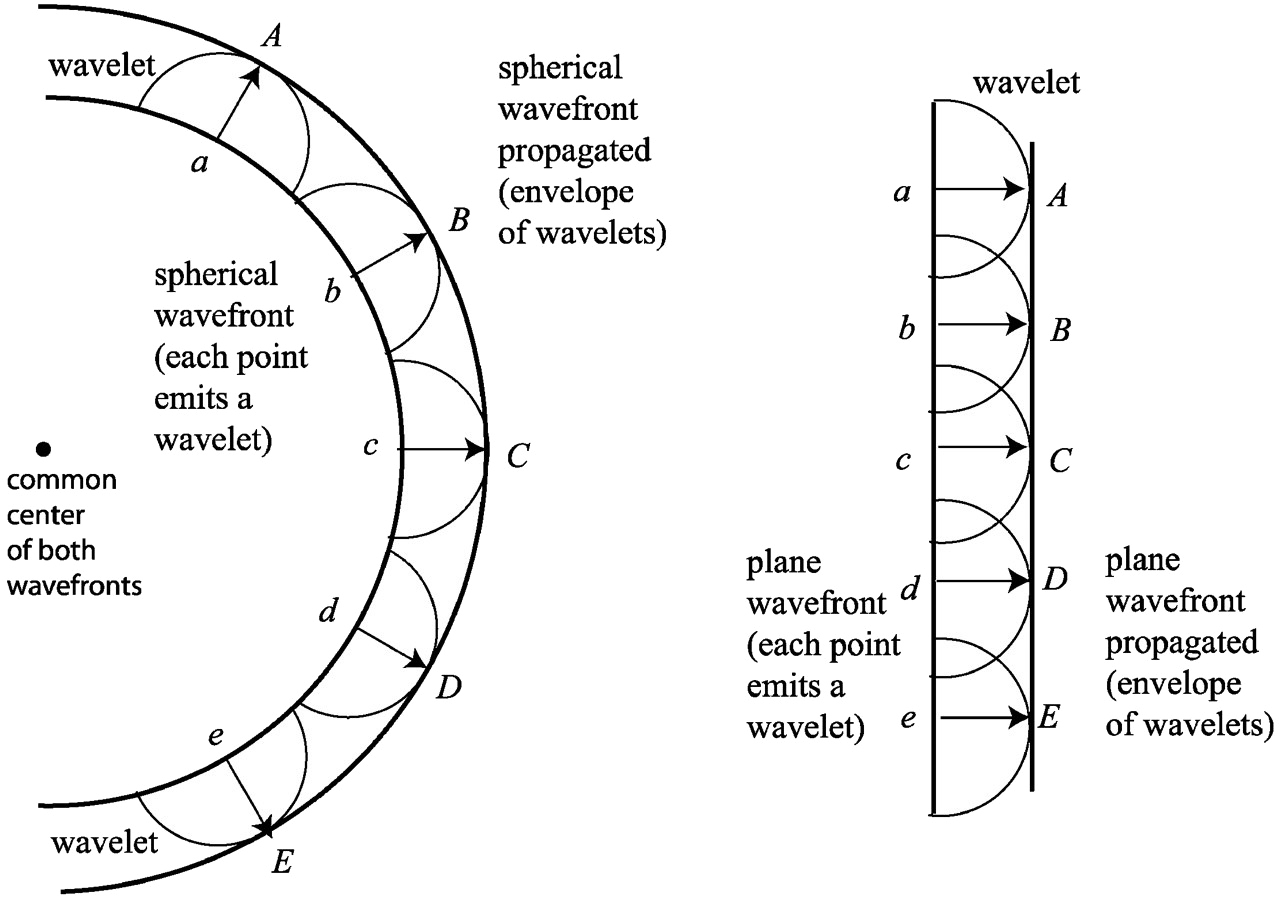 wavelet
A
a
spherical
wavefront
propagated
(envelope
of wavelets)
B
b
spherical
wavefront
(each point
emits a
wavelet)
c
C
common
center
of both
wavefronts
d
D
e
wavelet
E
wavelet
a
A
b
B
c
C
plane
wavefront
(each point
emits a
wavelet)
d
D
e
E
plane
wavefront
propagated
(envelope
of wavelets)